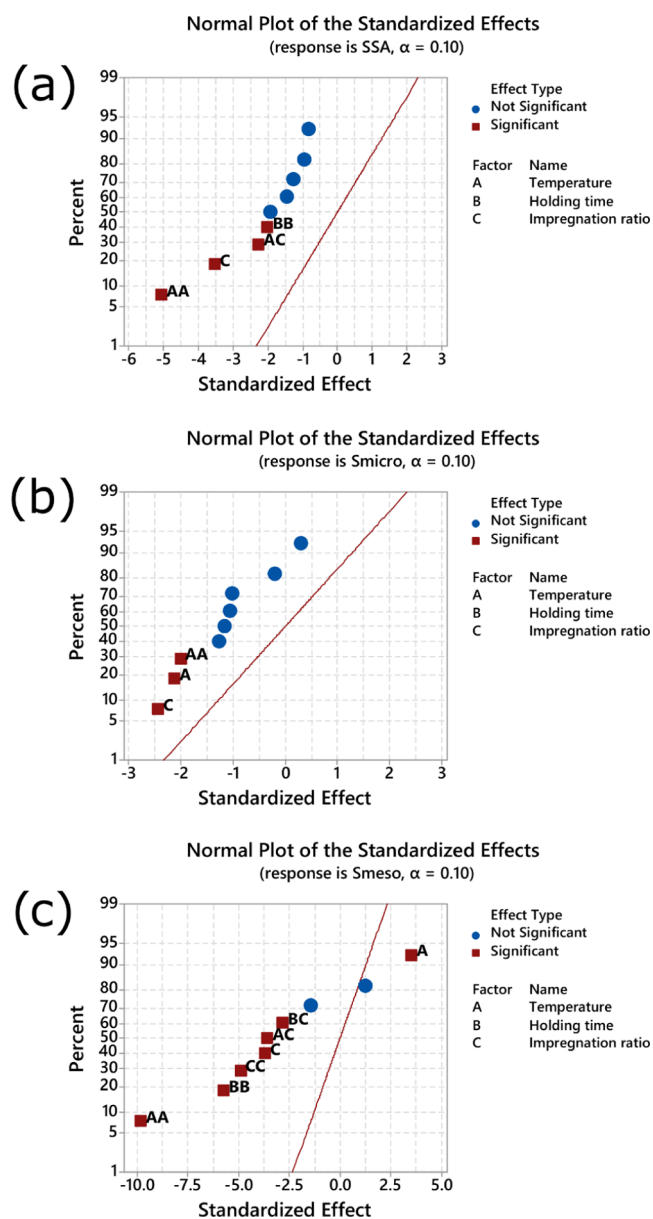 (a)
Normal Plot of the Standardized Effects
(response is SSA, α = 0.10)
99
95
90
80
70
60
50
40
30
20
10
5
1
Percent
BB
AC
C
AA
-6 -5 -4 -3 -2 -1 0 1 2 3
Standardized Effect
Effect Type
Not Significant
Significant
Factor Name
A Temperature
B Holding time
C Impregnation ratio
(b)
Normal Plot of the Standardized Effects
(response is Smicro, α = 0.10)
99
95
90
80
70
60
50
40
30
20
10
5
1
Percent
AA
A
C
-3 -2 -1 0 1 2 3
Standardized Effect
Effect Type
Not Significant
Significant
Factor Name
A Temperature
B Holding time
C Impregnation ratio
(c)
Normal Plot of the Standardized Effects
(response is Smeso, α = 0.10)
99
95
90
80
70
60
50
40
30
20
10
5
1
Percent
A
BC
AC
C
CC
BB
AA
-10.0 -7.5 -5.0 -2.5 0.0 2.5 5.0
Standardized Effect
Effect Type
Not Significant
Significant
Factor Name
A Temperature
B Holding time
C Impregnation ratio